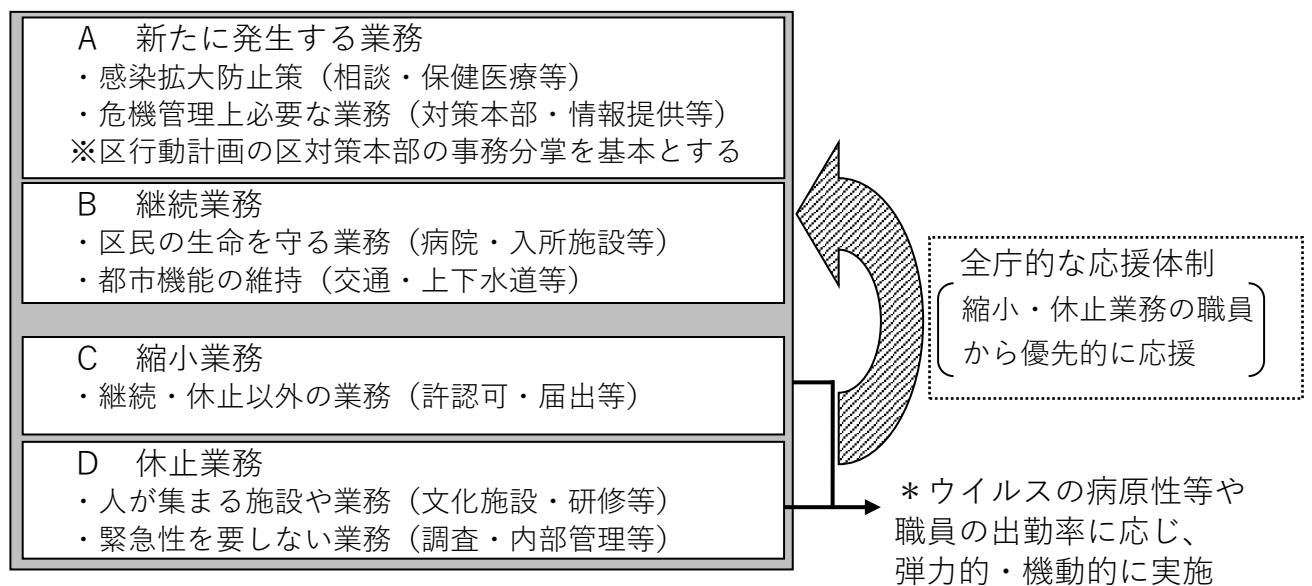 A　新たに発生する業務
・感染拡大防止策（相談・保健医療等）
・危機管理上必要な業務（対策本部・情報提供等）
※区行動計画の区対策本部の事務分掌を基本とする
B　継続業務
・区民の生命を守る業務（病院・入所施設等）
・都市機能の維持（交通・上下水道等）
C　縮小業務
・継続・休止以外の業務（許認可・届出等）
D　休止業務
・人が集まる施設や業務（文化施設・研修等）
・緊急性を要しない業務（調査・内部管理等）
全庁的な応援体制
縮小・休止業務の職員
から優先的に応援
＊ウイルスの病原性等や
職員の出勤率に応じ、
弾力的・機動的に実施